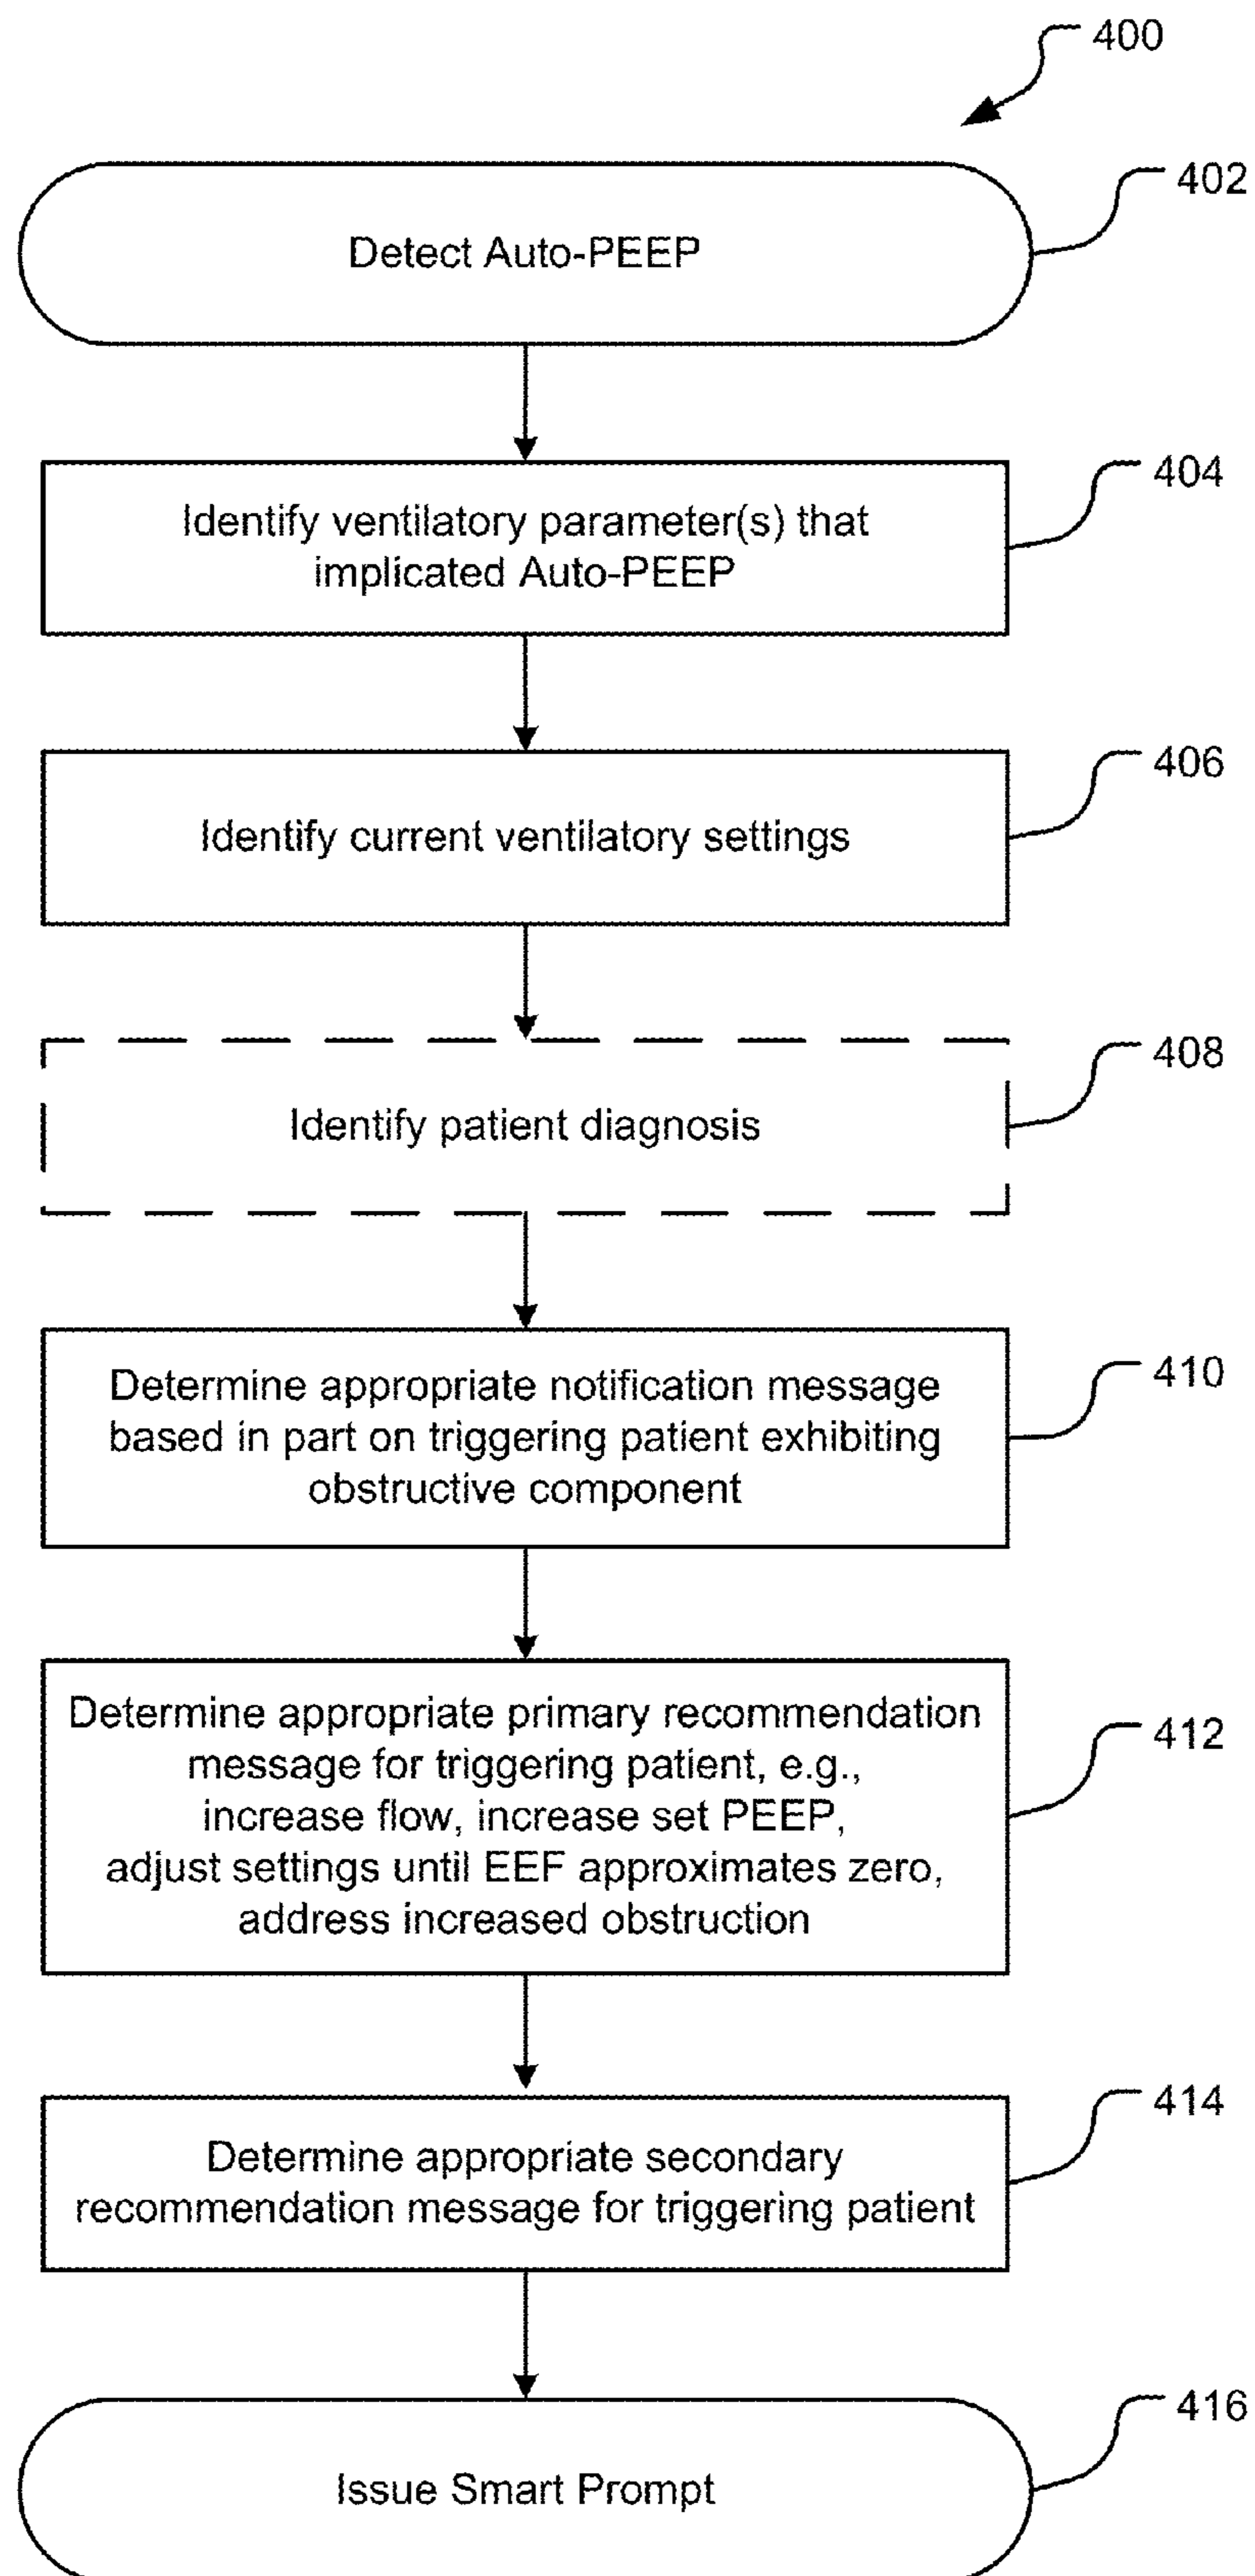 400
402
Detect Auto-PEEP
404
Identify ventilatory parameter(s) that
implicated Auto-PEEP
406
Identify current ventilatory settings
408
Identify patient diagnosis
410
Determine appropriate notification message
based in part on triggering patient exhibiting
obstructive component
412
Determine appropriate primary recommendation
message for triggering patient, e.g.,
increase flow, increase set PEEP,
adjust settings until EEF approximates zero,
address increased obstruction
414
Determine appropriate secondary
recommendation message for triggering patient
416
Issue Smart Prompt